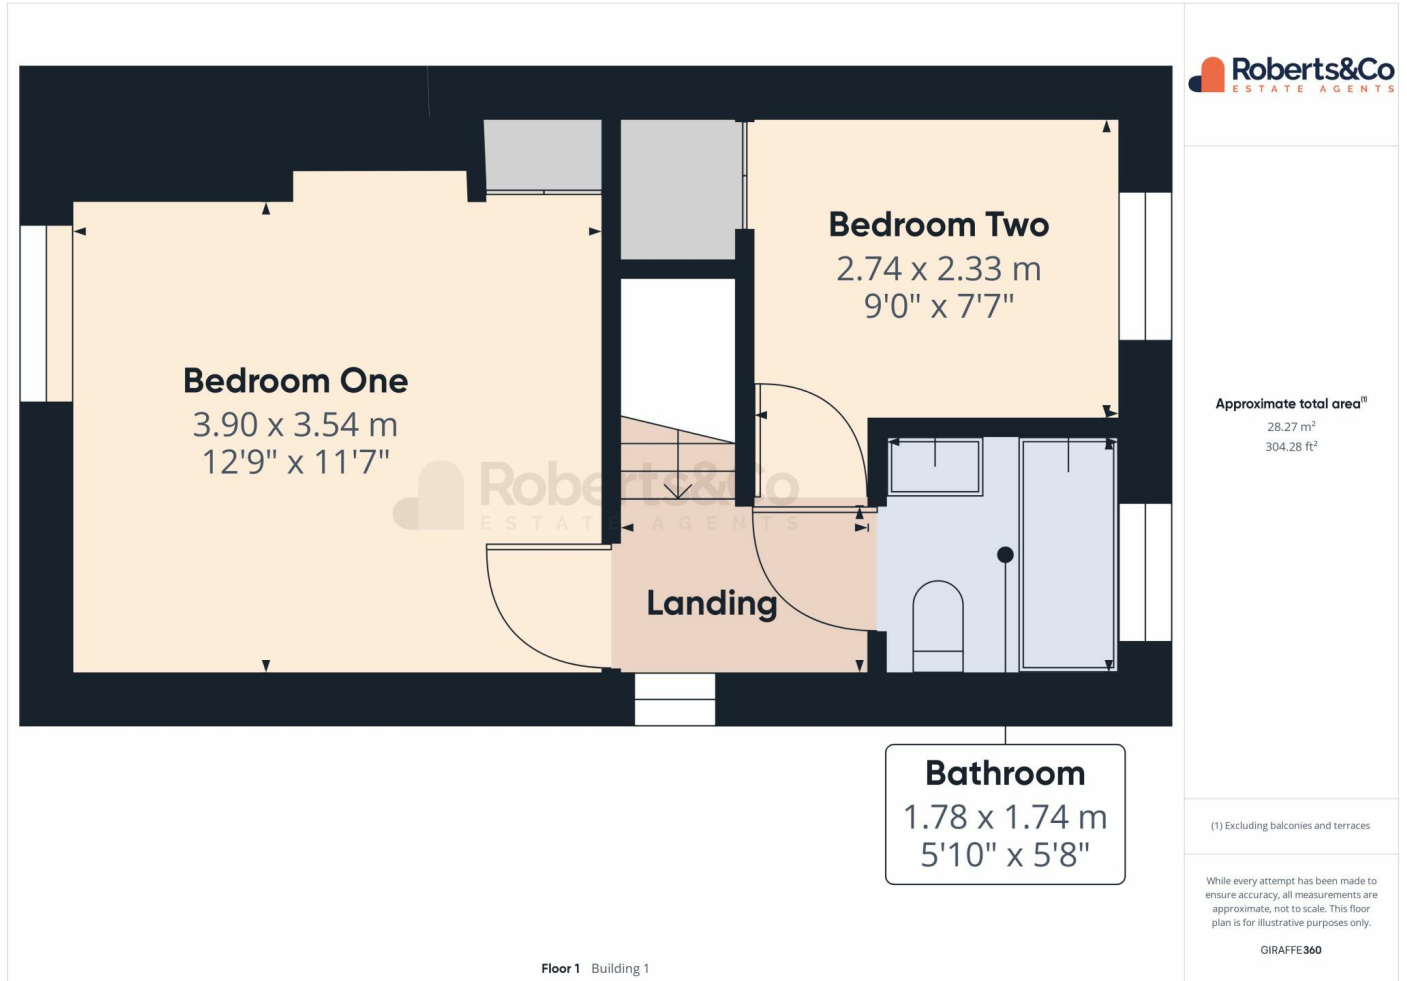 Roberts&Co
ESTATE AGENTS
Bedroom Two
2.74 x 2.33 m
9'0" x 7'7"
Bedroom One
3.90 x 3.54 m
12'9" x 11'7"
Roberts&Co
ESTATE AGENTS
Landing
Bathroom
1.78 x 1.74 m
5'10" x 5'8"
Floor 1 Building 1
Approximate total area(1)
28.27 m²
304.28 ft²
(1) Excluding balconies and terraces
While every attempt has been made to
ensure accuracy, all measurements are
approximate, not to scale. This floor
plan is for illustrative purposes only.
GIRAFFE360